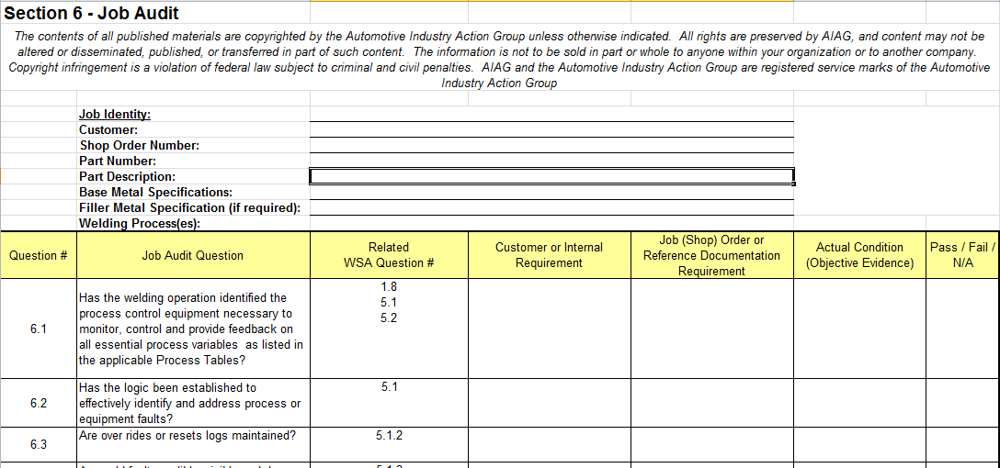 Section 6 - Job Audit
The contents of all published materials are copyrighted by the Automotive Industry Action Group unless otherwise indicated.  All rights are preserved by AIAG, and content may not be
altered or disseminated, published, or transferred in part of such content.  The information is not to be sold in part or whole to anyone within your organization or to another company.
Copyright infringement is a violation of federal law subject to criminal and civil penalties.  AIAG and the Automotive Industry Action Group are registered service marks of the Automotive
Industry Action Group
Job Identity:
Customer:
Shop Order Number:
Part Number:
Part Description:
Base Metal Specifications:
Filler Metal Specification (if required):
Welding Process(es):
Question #
Job Audit Question
Related
WSA Question #
Customer or Internal
Requirement
Job (Shop) Order or
Reference Documentation
Requirement
Actual Condition
(Objective Evidence)
Pass / Fail /
N/A
6.1
Has the welding operation identified the
process control equipment necessary to
monitor, control and provide feedback on
all essential process variables  as listed in
the applicable Process Tables?
1.8
5.1
5.2
6.2
Has the logic been established to
effectively identify and address process or
equipment faults?
5.1
6.3
Are over rides or resets logs maintained?
5.1.2